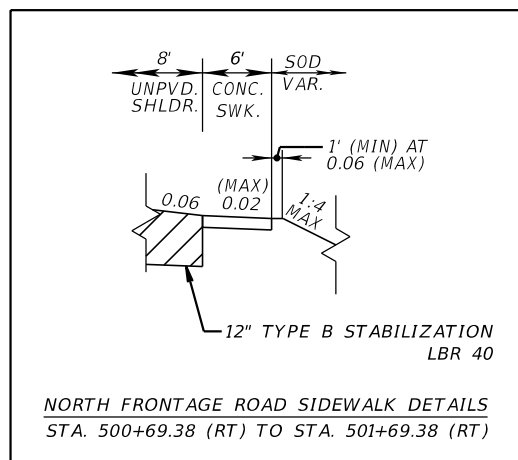 8' 6' SOD
UNPVD. CONC. VAR.
SHLDR. SWK.
1' (MIN) AT
0.06 (MAX)
(MAX)
0.06 0.02 1:4
MAX
12" TYPE B STABILIZATION
LBR 40
NORTH FRONTAGE ROAD SIDEWALK DETAILS
STA. 500+69.38 (RT) TO STA. 501+69.38 (RT)